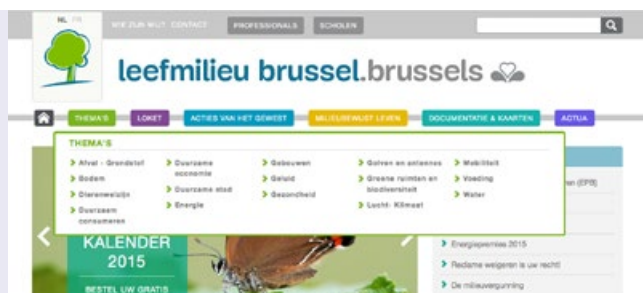 NL FR
WIE ZIJN WIJ? CONTACT PROFESSIONALS SCHOLEN
leefmilieu brussel.brussels
THEMA'S LOKET ACTIES VAN HET GEWEST MILIEUBEWUST LEVEN DOCUMENTATIE & KAARTEN ACTUA
THEMA'S
Afval - Grondstof
Bodem
Dierenwelzijn
Duurzaam
consumeren
Duurzame
economie
Duurzame stad
Energie
Gebouwen
Geluid
Gezondheid
Golven en antennes
Groene ruimten en
biodiversiteit
Lucht- Klimaat
Mobiliteit
Voeding
Water
en (EPB)
KALENDER
2015
BESTEL UW GRATIS
Energiepremies 2015
Reclame weigeren is uw recht!
De milieuvergunning